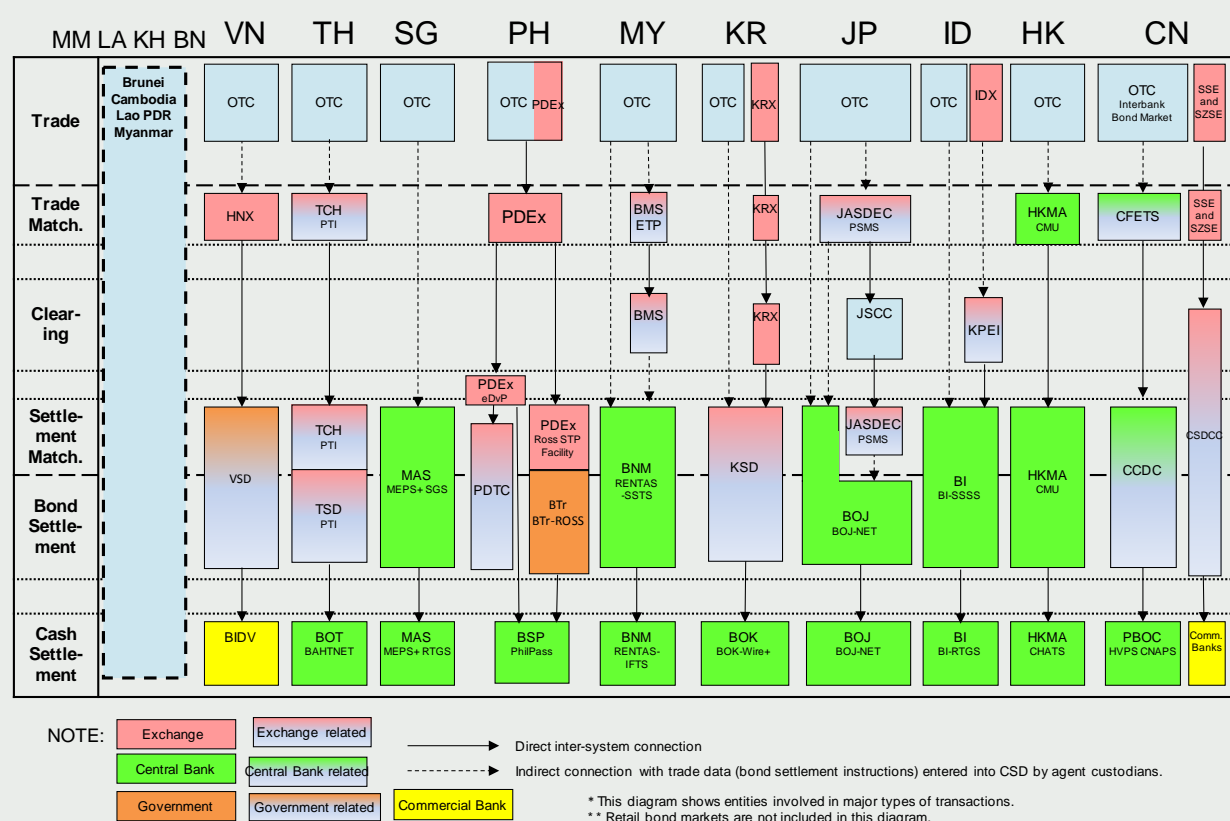 MM LA KH BN VN TH SG PH MY KR JP ID HK CN
Trade
Brunei
Cambodia
Lao PDR
Myanmar
OTC
OTC
OTC
OTC PDEx
OTC
OTC
KRX
OTC
OTC
IDX
OTC
OTC
Interbank
Bond Market
SSE
and
SZSE
Trade
Match.
HNX
TCH
PTI
PDEx
BMS
ETP
KRX
JASDEC
PSMS
HKMA
CMU
CFETS
SSE
and
SZSE
Clear-
ing
BMS
KRX
JSCC
KPEI
PDEx
eDvP
Settle-
ment
Match.
VSD
TCH
PTI
MAS
MEPS+ SGS
PDTC
PDEx
Ross STP
Facility
BNM
RENTAS
-SSTS
KSD
JASDEC
PSMS
BI
BI-SSSS
HKMA
CMU
CCDC
CSDCC
Bond
Settle-
ment
TSD
PTI
BTr
BTr-ROSS
BOJ
BOJ-NET
Cash
Settle-
ment
BIDV
BOT
BAHTNET
MAS
MEPS+ RTGS
BSP
PhilPass
BNM
RENTAS-
IFTS
BOK
BOK-Wire+
BOJ
BOJ-NET
BI
BI-RTGS
HKMA
CHATS
PBOC
HVPS CNAPS
Comm.
Banks
NOTE:
Exchange
Exchange related
Direct inter-system connection
Central Bank
Central Bank related
Indirect connection with trade data (bond settlement instructions) entered into CSD by agent custodians.
Government
Government related
Commercial Bank
* This diagram shows entities involved in major types of transactions.
* * Retail bond markets are not included in this diagram.